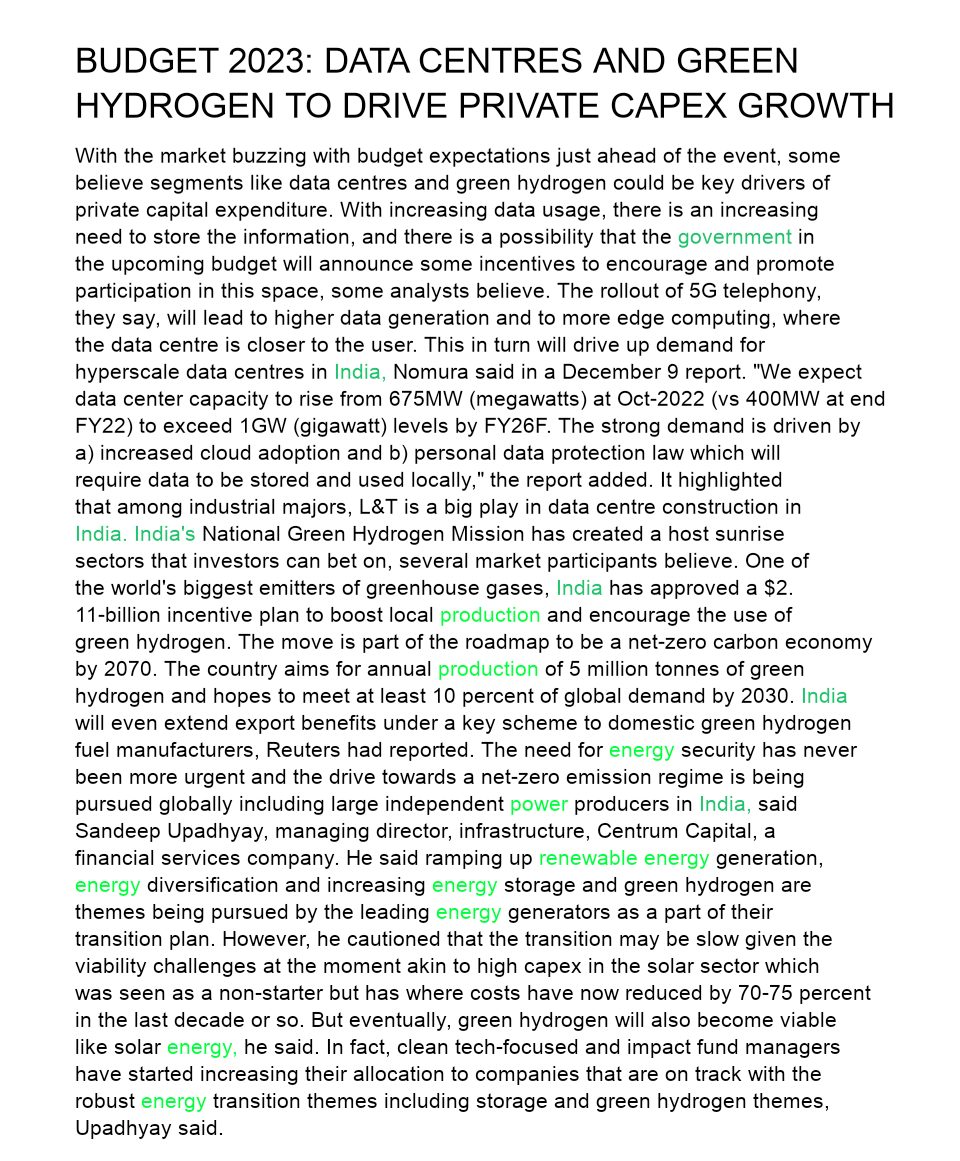 BUDGET 2023: DATA CENTRES AND GREEN
HYDROGEN TO DRIVE PRIVATE CAPEX GROWTH
With the market buzzing with budget expectations just ahead of the event, some
believe segments like data centres and green hydrogen could be key drivers of
private capital expenditure. With increasing data usage, there is an increasing
need to store the information, and there is a possibility that the government in
the upcoming budget will announce some incentives to encourage and promote
participation in this space, some analysts believe. The rollout of 5G telephony,
they say, will lead to higher data generation and to more edge computing, where
the data centre is closer to the user. This in turn will drive up demand for
hyperscale data centres in India, Nomura said in a December 9 report. "We expect
data center capacity to rise from 675MW (megawatts) at Oct-2022 (vs 400MW at end
FY22) to exceed 1GW (gigawatt) levels by FY26F. The strong demand is driven by
a) increased cloud adoption and b) personal data protection law which will
require data to be stored and used locally," the report added. It highlighted
that among industrial majors, L&T is a big play in data centre construction in
India. India's National Green Hydrogen Mission has created a host sunrise
sectors that investors can bet on, several market participants believe. One of
the world's biggest emitters of greenhouse gases, India has approved a $2.
11-billion incentive plan to boost local production and encourage the use of
green hydrogen. The move is part of the roadmap to be a net-zero carbon economy
by 2070. The country aims for annual production of 5 million tonnes of green
hydrogen and hopes to meet at least 10 percent of global demand by 2030. India
will even extend export benefits under a key scheme to domestic green hydrogen
fuel manufacturers, Reuters had reported. The need for energy security has never
been more urgent and the drive towards a net-zero emission regime is being
pursued globally including large independent power producers in India, said
Sandeep Upadhyay, managing director, infrastructure, Centrum Capital, a
financial services company. He said ramping up renewable energy generation,
energy diversification and increasing energy storage and green hydrogen are
themes being pursued by the leading energy generators as a part of their
transition plan. However, he cautioned that the transition may be slow given the
viability challenges at the moment akin to high capex in the solar sector which
was seen as a non-starter but has where costs have now reduced by 70-75 percent
in the last decade or so. But eventually, green hydrogen will also become viable
like solar energy, he said. In fact, clean tech-focused and impact fund managers
have started increasing their allocation to companies that are on track with the
robust energy transition themes including storage and green hydrogen themes,
Upadhyay said.